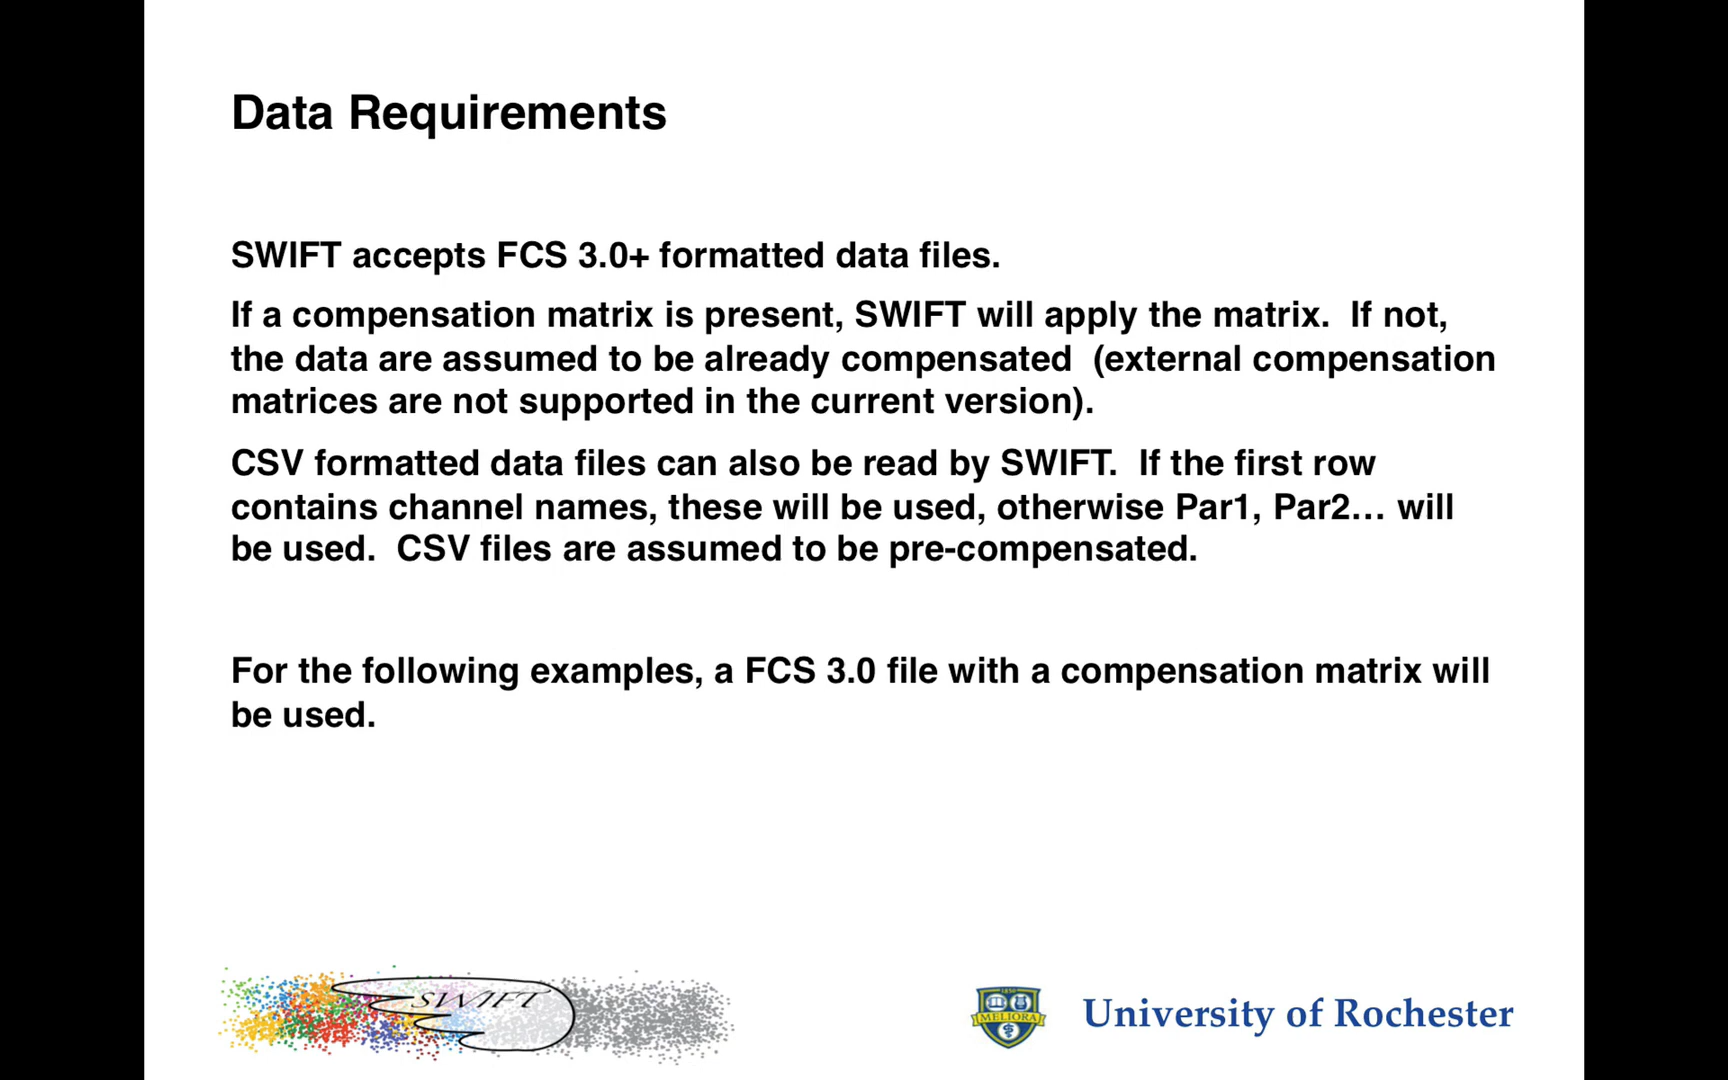 Data Requirements
SWIFT accepts FCS 3.0+ formatted data files.
If a compensation matrix is present, SWIFT will apply the matrix.  If not,
the data are assumed to be already compensated  (external compensation
matrices are not supported in the current version).
CSV formatted data files can also be read by SWIFT.  If the first row
contains channel names, these will be used, otherwise Par1, Par2… will
be used.  CSV files are assumed to be pre-compensated.
For the following examples, a FCS 3.0 file with a compensation matrix will
be used.
SWIFT
1850
MELIORA
University of Rochester